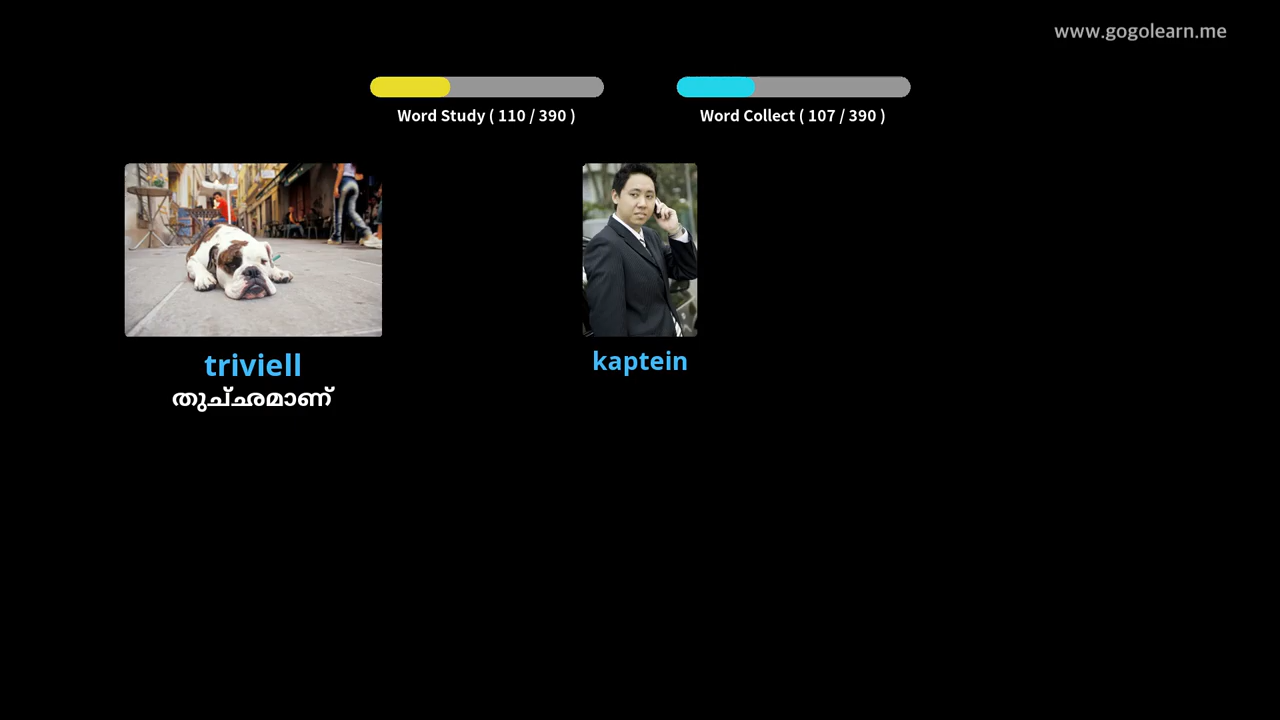 www.gogolearn.me
Word Study ( 110 / 390 )
Word Collect ( 107 / 390 )
triviell
തുച്ഛമാണ്
kaptein